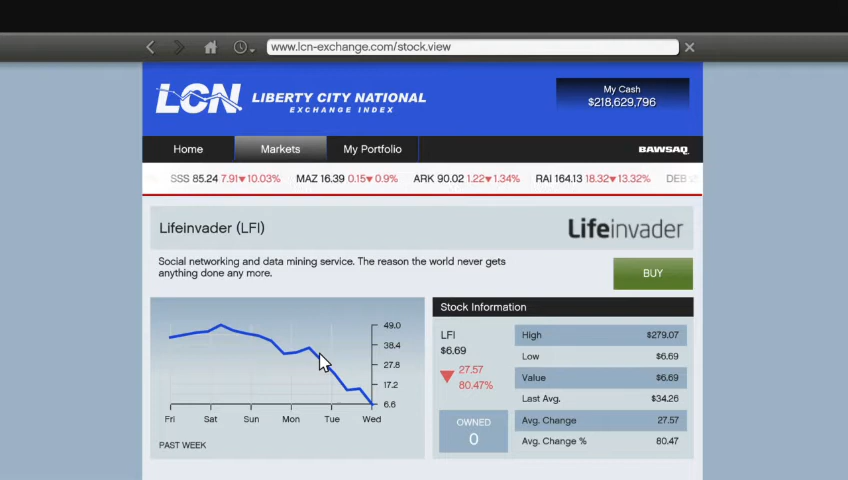 www.lcn-exchange.com/stock.view
LCN
LIBERTY CITY NATIONAL
EXCHANGE INDEX
My Cash
$218,629,796
Home
Markets
My Portfolio
BAWSAQ
SSS 85.24 7.91 10.03%
MAZ 16.39 0.15 0.9%
ARK 90.02 1.22 1.34%
RAI 164.13 18.32 13.32%
DEB
Lifeinvader (LFI)
Lifeinvader
Social networking and data mining service. The reason the world never gets
anything done any more.
BUY
49.0
38.4
27.8
17.2
6.6
Fri
Sat
Sun
Mon
Tue
Wed
PAST WEEK
Stock Information
LFI
$6.69
27.57
80.47%
OWNED
0
High $279.07
Low $6.69
Value $6.69
Last Avg. $34.26
Avg. Change 27.57
Avg. Change % 80.47